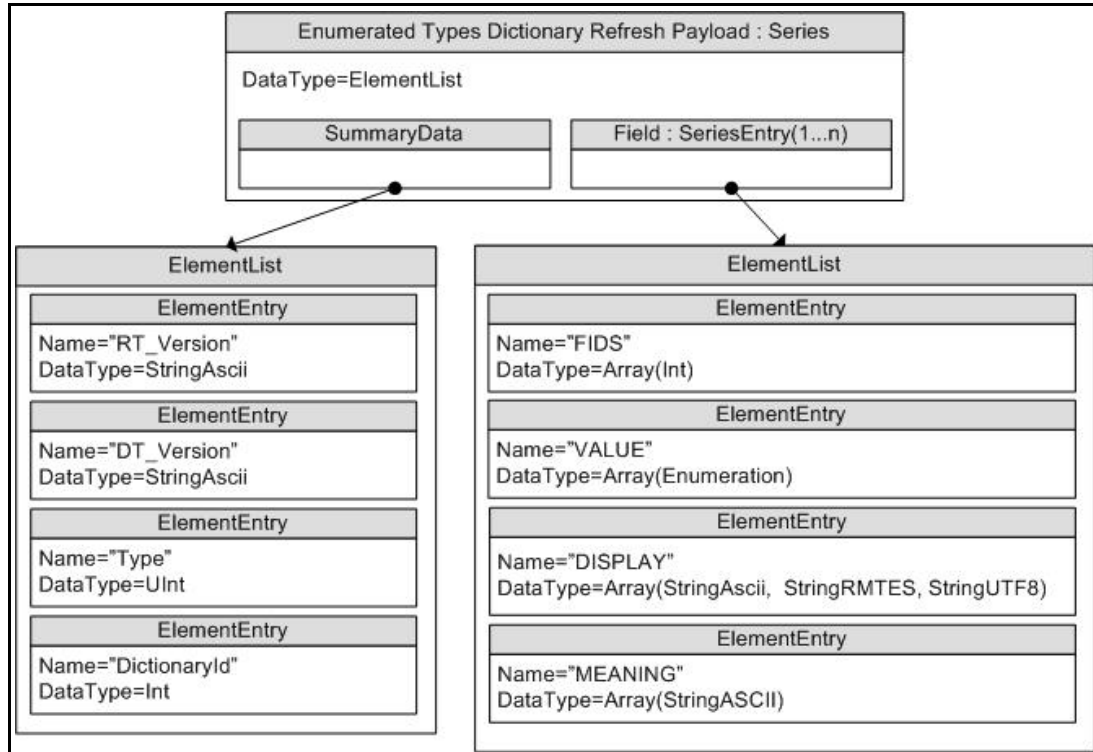 Enumerated Types Dictionary Refresh Payload : Series
DataType=ElementList
SummaryData
Field : SeriesEntry(1...n)
ElementList
ElementEntry
Name="RT_Version"
DataType=StringAscii
ElementEntry
Name="DT_Version"
DataType=StringAscii
ElementEntry
Name="Type"
DataType=UInt
ElementEntry
Name="DictionaryId"
DataType=Int
ElementList
ElementEntry
Name="FIDS"
DataType=Array(Int)
ElementEntry
Name="VALUE"
DataType=Array(Enumeration)
ElementEntry
Name="DISPLAY"
DataType=Array(StringAscii, StringRMTES, StringUTF8)
ElementEntry
Name="MEANING"
DataType=Array(StringASCII)